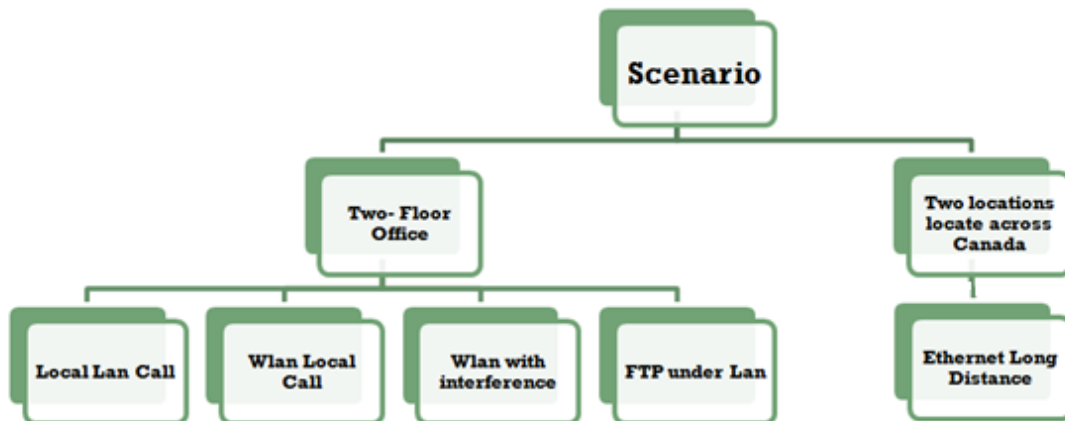 Scenario
Two- Floor
Office
Two locations
locate across
Canada
Local Lan Call
Wlan Local
Call
Wlan with
interference
FTP under Lan
Ethernet Long
Distance